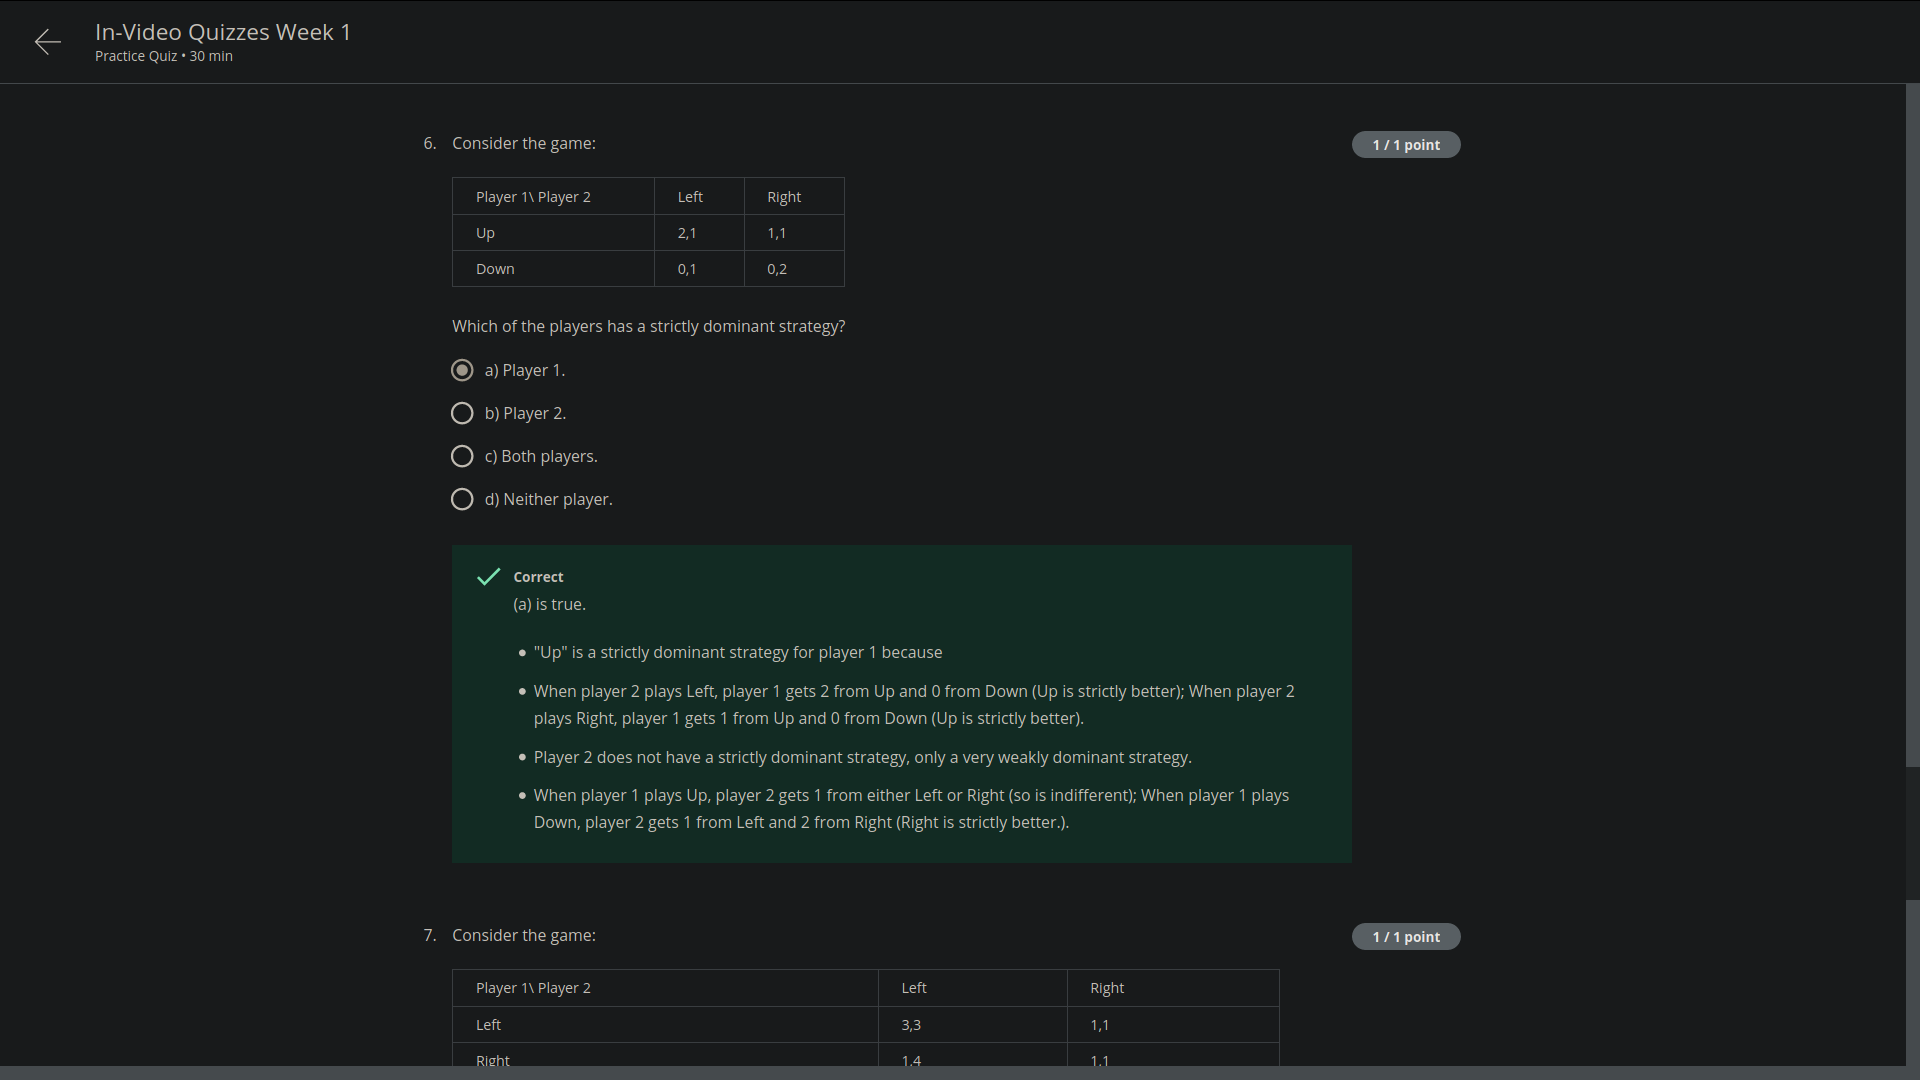 In-Video Quizzes Week 1
Practice Quiz • 30 min
6. Consider the game:
1 / 1 point
Player 1\ Player 2 Left Right
Up 2,1 1,1
Down 0,1 0,2
Which of the players has a strictly dominant strategy?
a) Player 1.
b) Player 2.
c) Both players.
d) Neither player.
Correct
(a) is true.
• "Up" is a strictly dominant strategy for player 1 because
• When player 2 plays Left, player 1 gets 2 from Up and 0 from Down (Up is strictly better); When player 2
plays Right, player 1 gets 1 from Up and 0 from Down (Up is strictly better).
• Player 2 does not have a strictly dominant strategy, only a very weakly dominant strategy.
• When player 1 plays Up, player 2 gets 1 from either Left or Right (so is indifferent); When player 1 plays
Down, player 2 gets 1 from Left and 2 from Right (Right is strictly better.).
7. Consider the game:
1 / 1 point
Player 1\ Player 2 Left Right
Left 3,3 1,1
Right 1,4 1,1